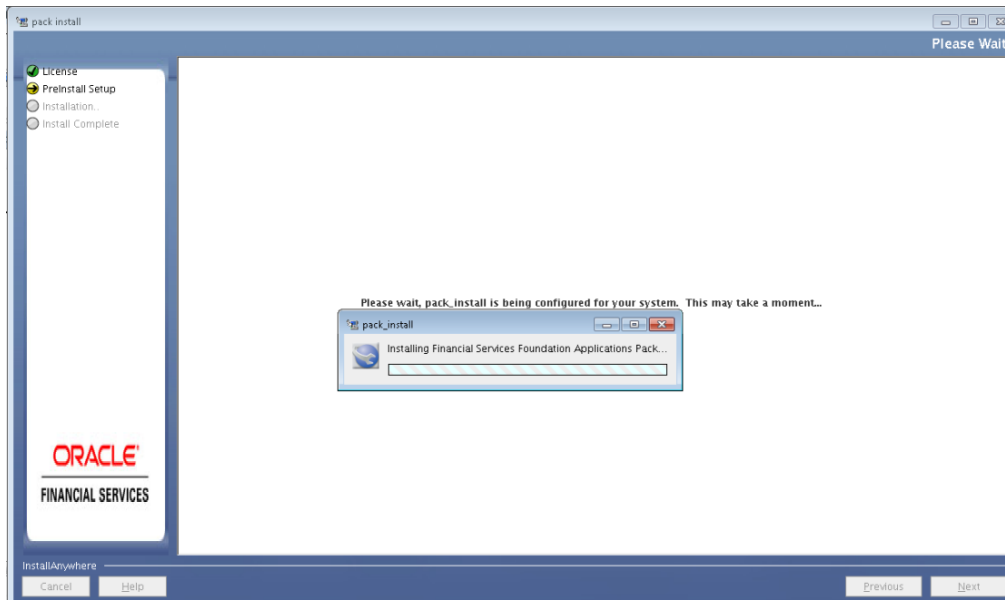 pack install
Please Wait
License
PreInstall Setup
Installation..
Install Complete
Please wait, pack_install is being configured for your system. This may take a moment...
pack_install
Installing Financial Services Foundation Applications Pack...
ORACLE
FINANCIAL SERVICES
InstallAnywhere
Cancel Help Previous Next